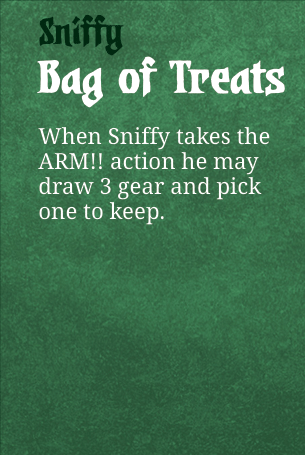 Sniffy
Bag of Treats
When Sniffy takes the
ARM!! action he may
draw 3 gear and pick
one to keep.